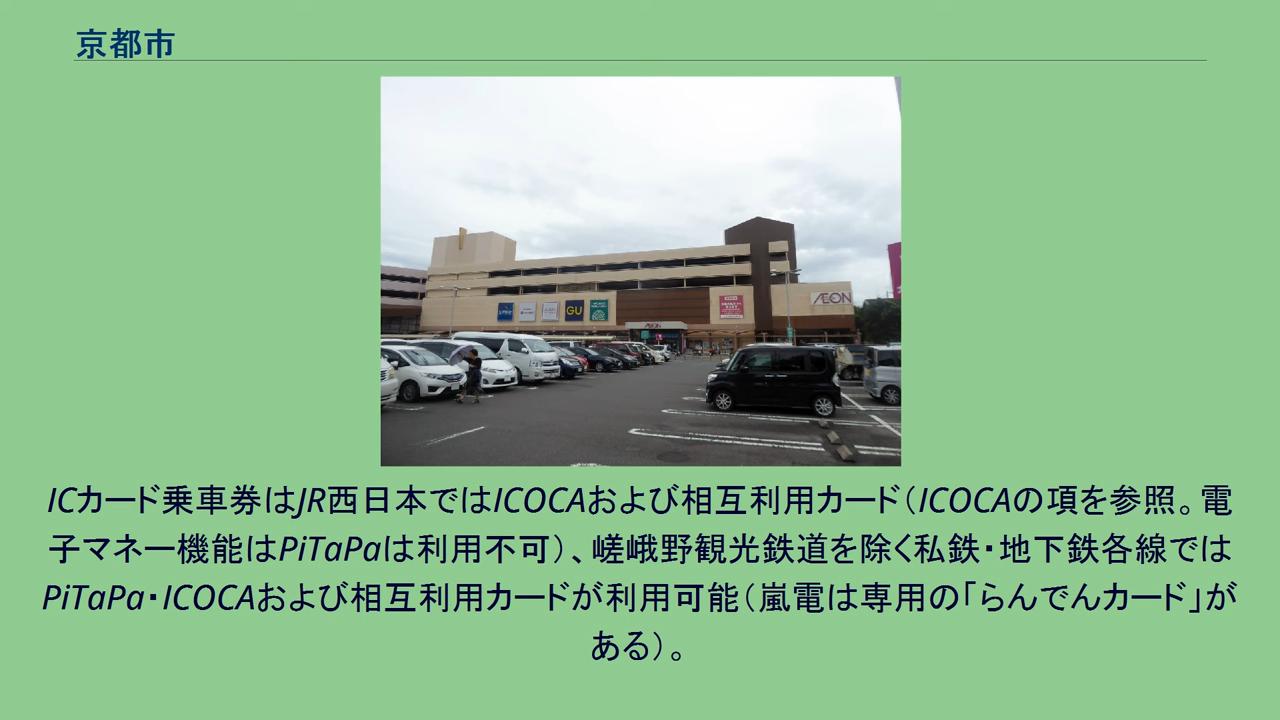 京都市
GU
ÆON
ÆON
ICカード乗車券はJR西日本ではICOCAおよび相互利用カード（ICOCAの項を参照。電
子マネー機能はPiTaPaは利用不可）、嵯峨野観光鉄道を除く私鉄・地下鉄各線では
PiTaPa・ICOCAおよび相互利用カードが利用可能（嵐電は専用の「らんでんカード」が
ある）。